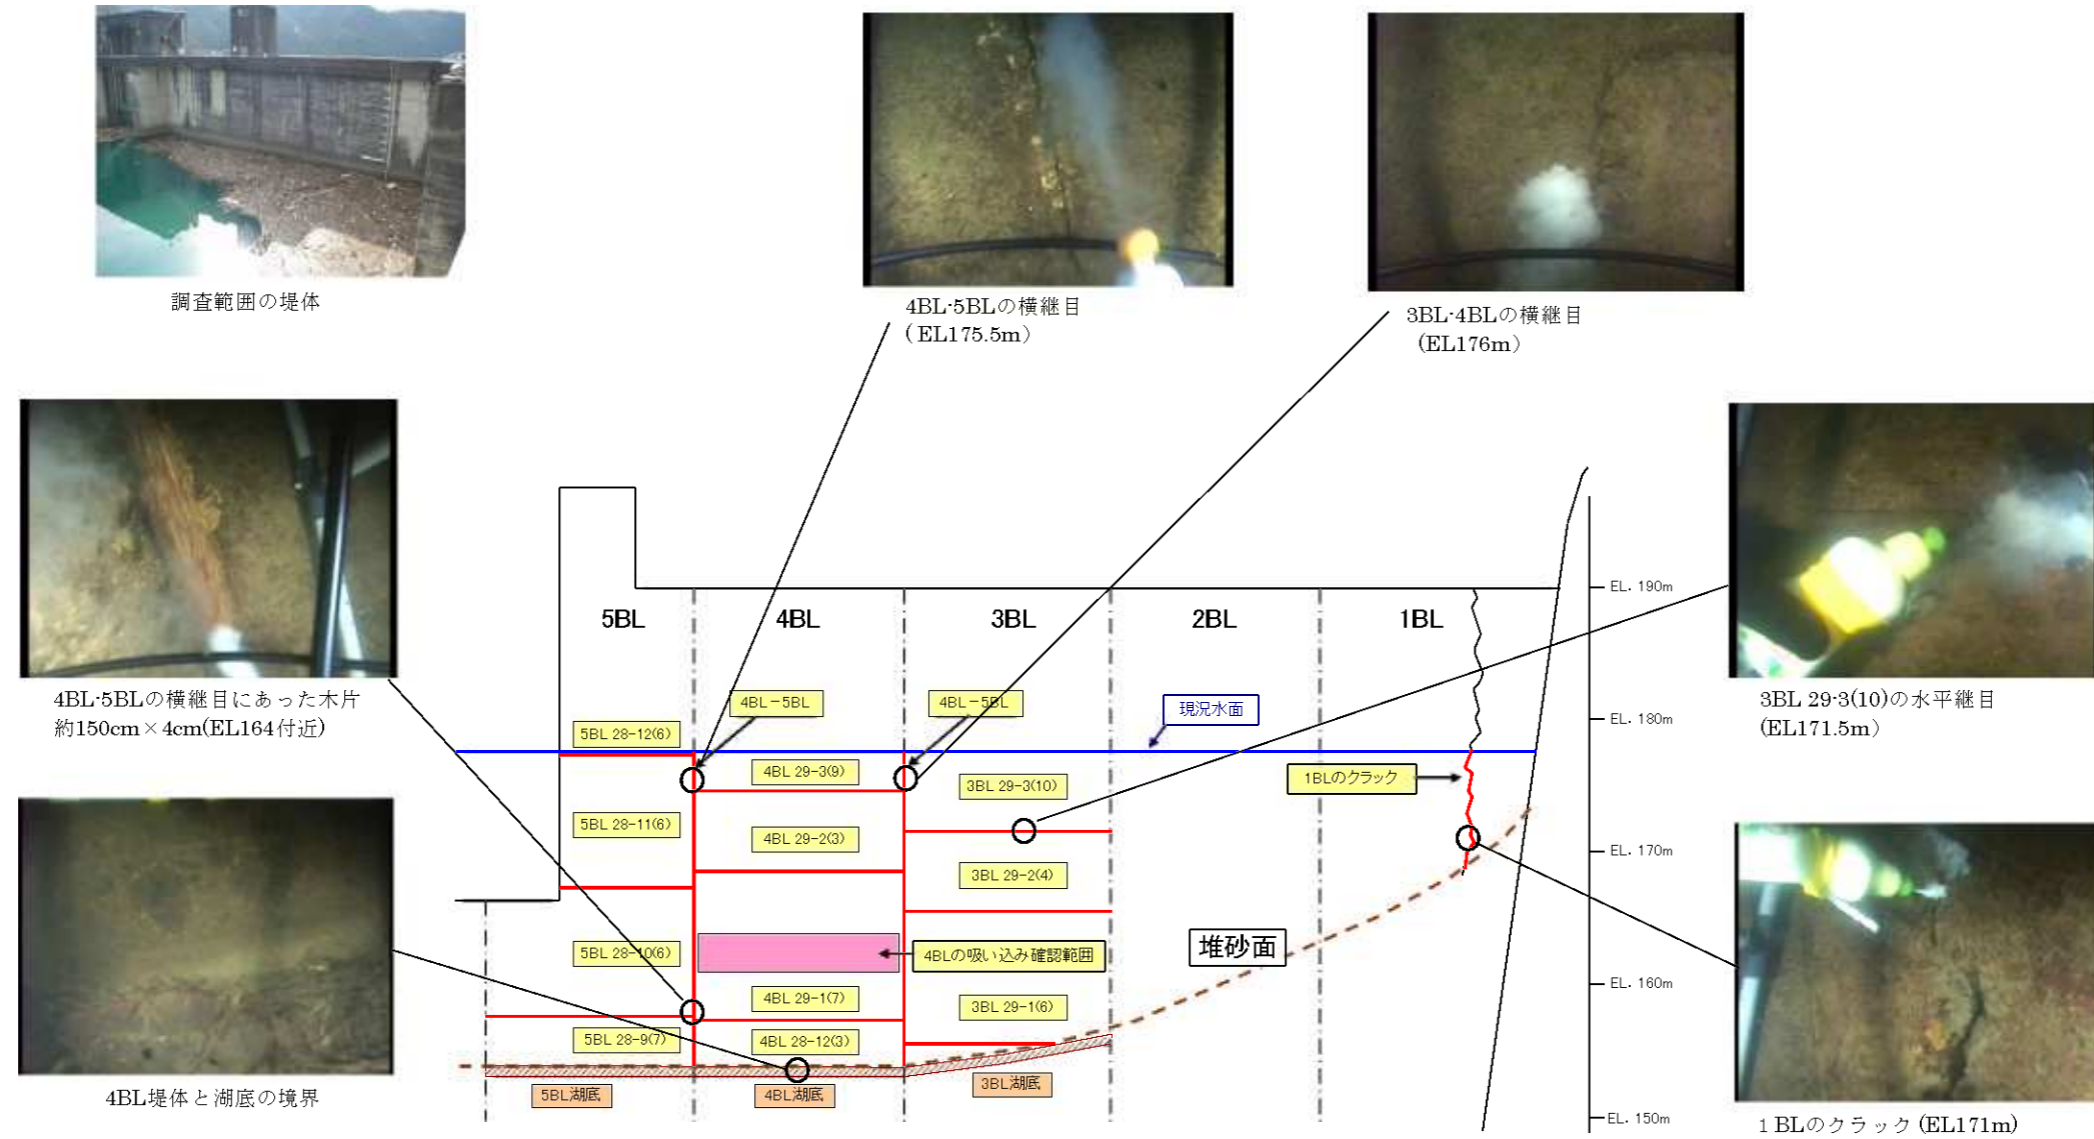 調査範囲の堤体
4BL·5BLの横継目
(EL175.5m)
3BL·4BLの横継目
(EL176m)
4BL·5BLの横継目にあった木片
約150cm×4cm(EL164付近)
3BL 29·3(10)の水平継目
(EL171.5m)
4BL堤体と湖底の境界
1BLのクラック(EL171m)
5BL
4BL
3BL
2BL
1BL
EL. 190m
EL. 180m
EL. 170m
EL. 160m
EL. 150m
4BL-5BL
4BL-5BL
現況水面
5BL 28-12(6)
4BL 29-3(9)
3BL 29-3(10)
1BLのクラック
5BL 28-11(6)
4BL 29-2(3)
3BL 29-2(4)
5BL 28-10(6)
4BLの吸い込み確認範囲
堆砂面
4BL 29-1(7)
3BL 29-1(6)
5BL 28-9(7)
4BL 28-12(3)
5BL湖底
4BL湖底
3BL湖底